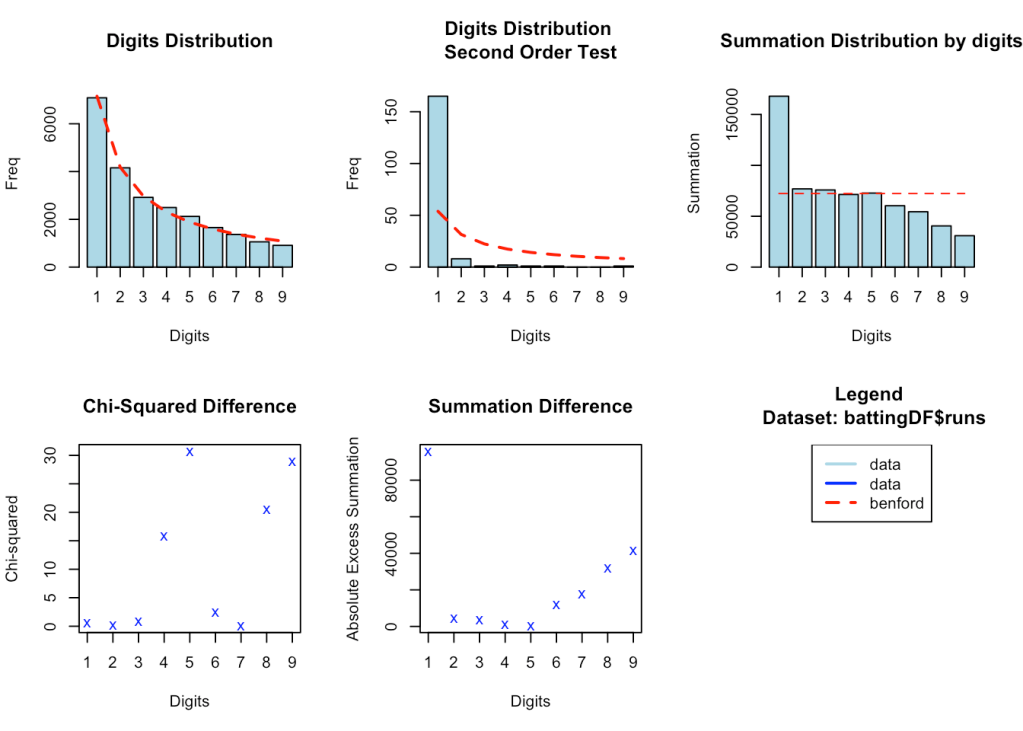 Digits Distribution
Freq
6000
2000
0
1 2 3 4 5 6 7 8 9
Digits
Digits Distribution
Second Order Test
Freq
150
100
50
0
1 2 3 4 5 6 7 8 9
Digits
Summation Distribution by digits
Summation
150000
50000
0
1 2 3 4 5 6 7 8 9
Digits
Chi-Squared Difference
Chi-squared
30
20
10
5
0
1 2 3 4 5 6 7 8 9
Digits
Summation Difference
Absolute Excess Summation
80000
40000
0
1 2 3 4 5 6 7 8 9
Digits
Legend
Dataset: battingDF$runs
data
data
benford